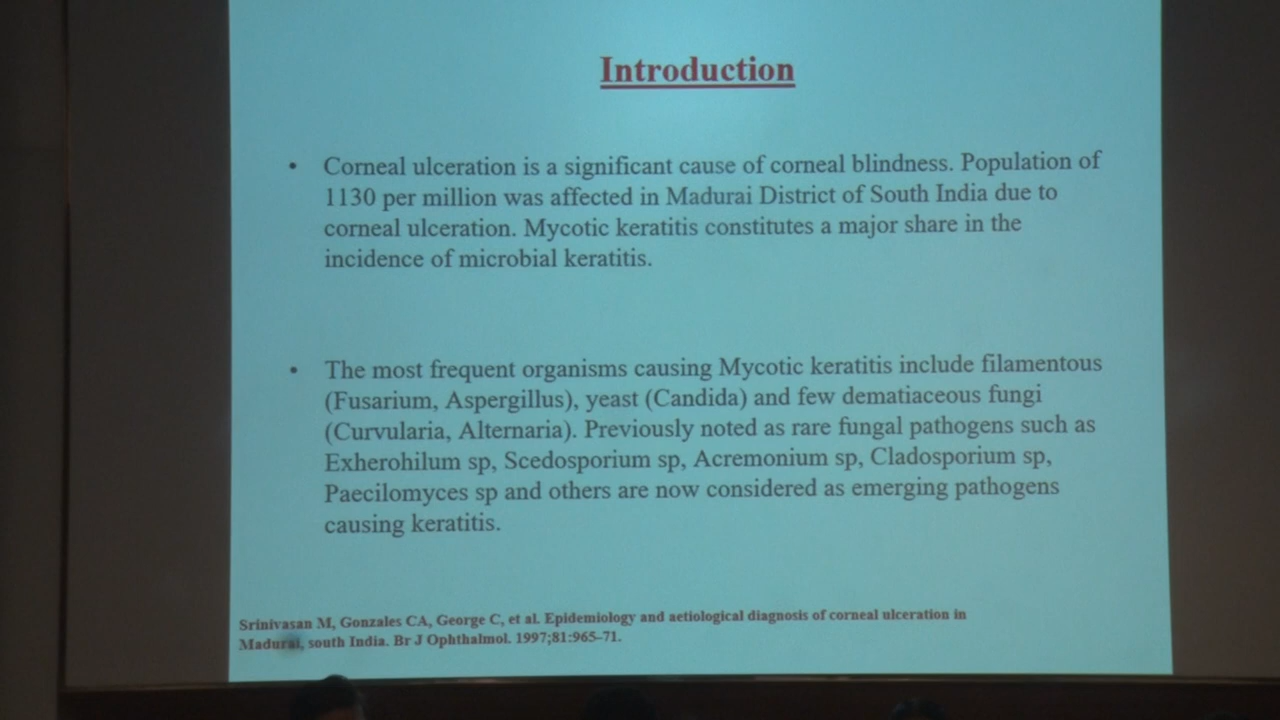 Introduction
• Corneal ulceration is a significant cause of corneal blindness. Population of
1130 per million was affected in Madurai District of South India due to
corneal ulceration. Mycotic keratitis constitutes a major share in the
incidence of microbial keratitis.
• The most frequent organisms causing Mycotic keratitis include filamentous
(Fusarium, Aspergillus), yeast (Candida) and few dematiaceous fungi
(Curvularia, Alternaria). Previously noted as rare fungal pathogens such as
Exherohilum sp, Scedosporium sp, Acremonium sp, Cladosporium sp,
Paecilomyces sp and others are now considered as emerging pathogens
causing keratitis.
Srinivasan M, Gonzales CA, George C, et al. Epidemiology and aetiological diagnosis of corneal ulceration in
Madurai, south India. Br J Ophthalmol. 1997;81:965–71.